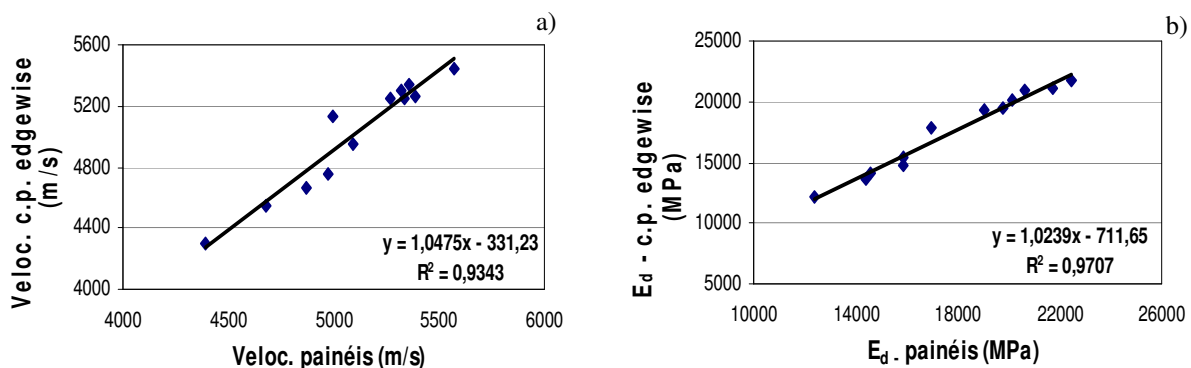 a)
Veloc. c.p. edgewise
(m/s)
5600
5200
4800
4400
4000
y = 1,0475x - 331,23
R² = 0,9343
4000 4500 5000 5500 6000
Veloc. painéis (m/s)
b)
E_d - c.p. edgewise
(MPa)
25000
20000
15000
10000
5000
y = 1,0239x - 711,65
R² = 0,9707
10000 14000 18000 22000 26000
E_d - painéis (MPa)